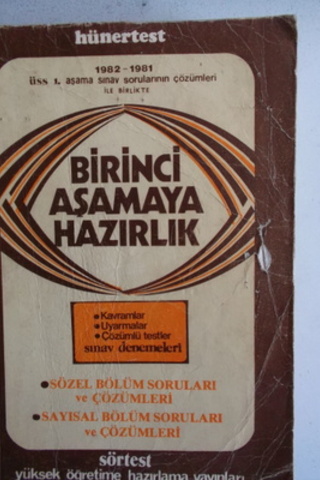 hünertest
1982 - 1981
üss 1. aşama sınav sorularının çözümleri
İLE BİRLİKTE
BİRİNCİ
AŞAMAYA
HAZIRLIK
• Kavramlar
• Uyarmalar
• Çözümlü testler
sınav denemeleri
• SÖZEL BÖLÜM SORULARI
ve ÇÖZÜMLERİ
• SAYISAL BÖLÜM SORULARI
ve ÇÖZÜMLERİ
sörtest
yüksek öğretime hazırlama yayınları